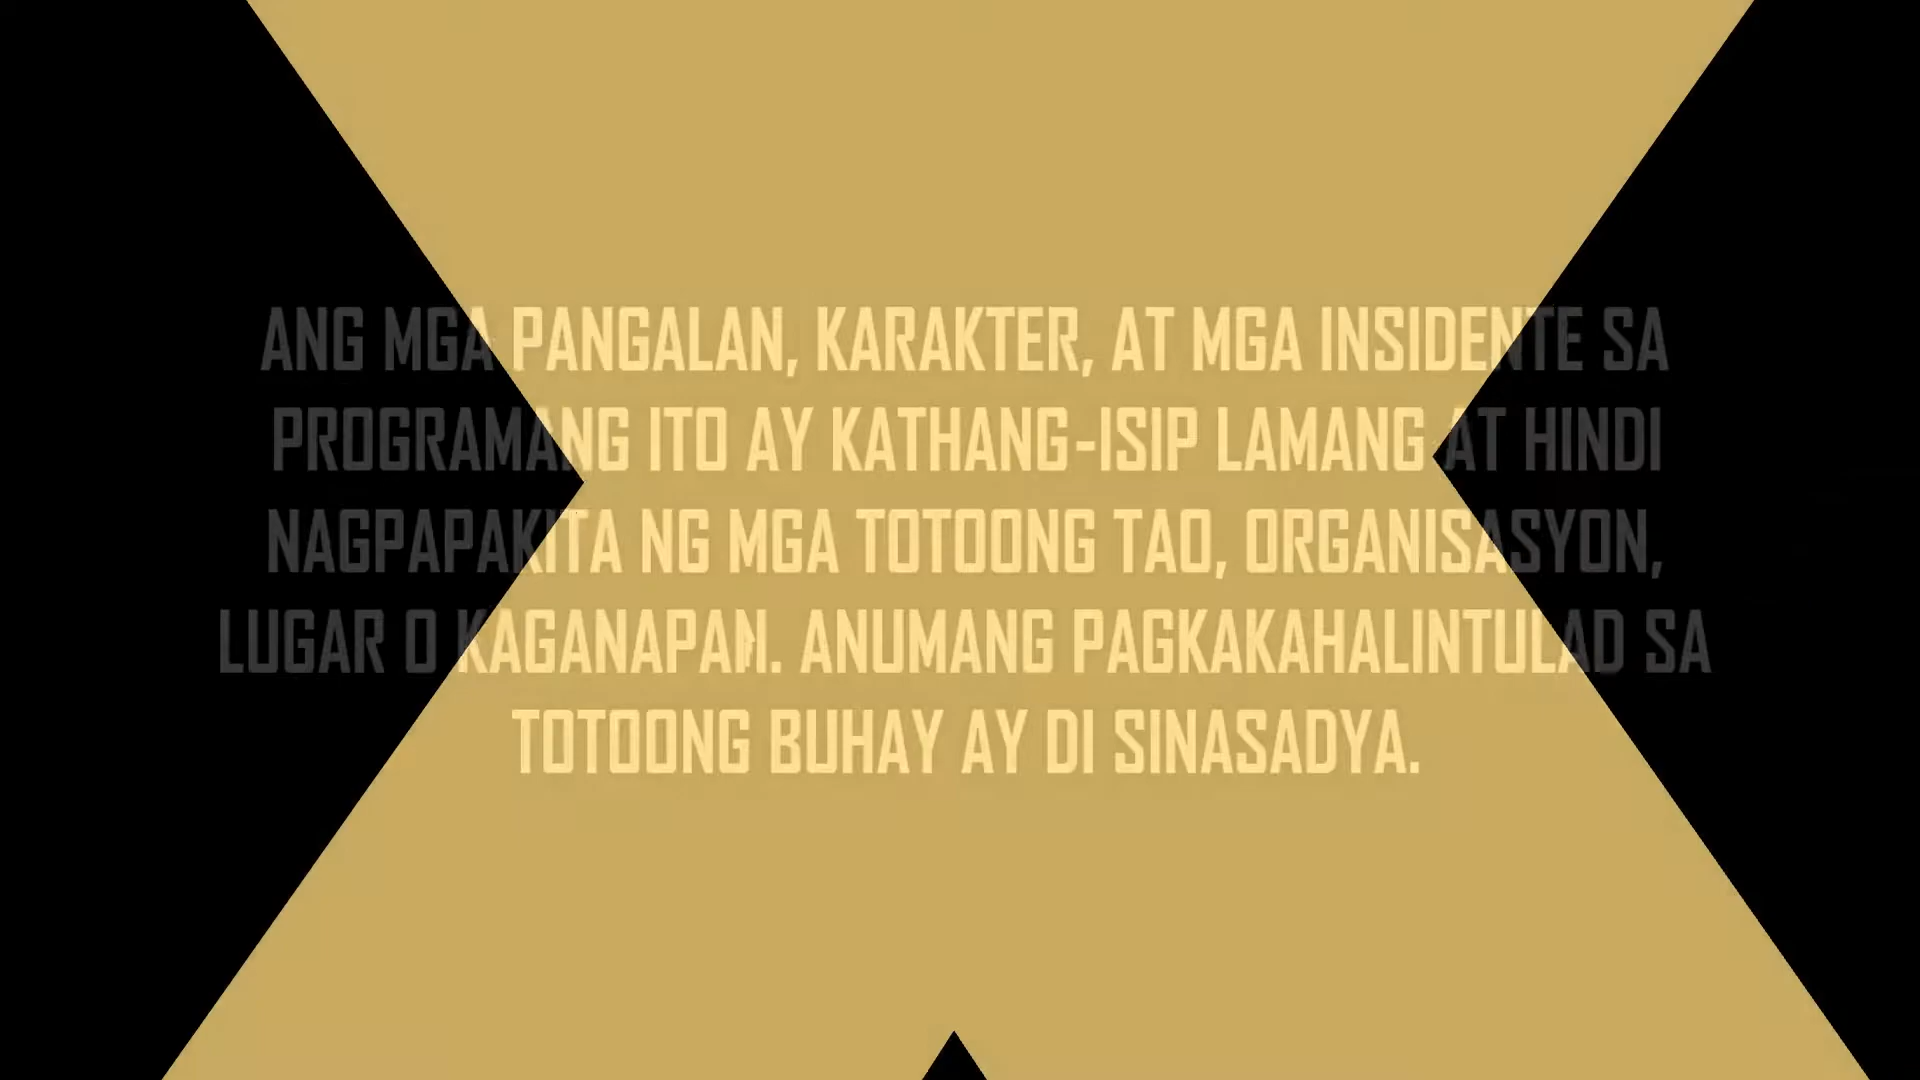 ANG MGA PANGALAN, KARAKTER, AT MGA INSIDENTE SA
PROGRAMANG ITO AY KATHANG-ISIP LAMANG AT HINDI
NAGPAPAKITA NG MGA TOTOONG TAO, ORGANISASYON,
LUGAR O KAGANAPAN. ANUMANG PAGKAKAHALINTULAD SA
TOTOONG BUHAY AY DI SINASADYA.